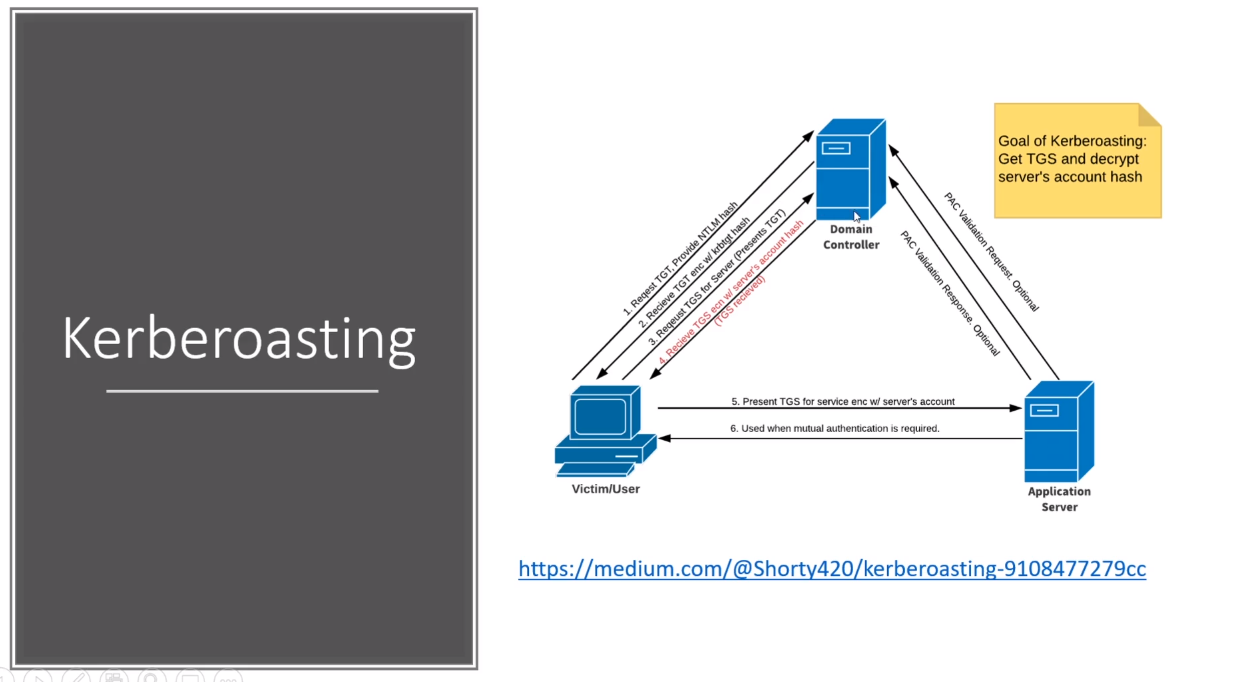 Kerberoasting
Goal of Kerberoasting:
Get TGS and decrypt
server's account hash
1. Reqest TGT, Provide NTLM hash
2. Recieve TGT enc w/ krbtgt hash
3. Reqeust TGS for Server (Presents TGT)
4. Recieve TGS ecn w/ server's account hash
(TGS recieved)
Domain
Controller
PAC Validation Request. Optional
PAC Validation Response. Optional
5. Present TGS for service enc w/ server's account
6. Used when mutual authentication is required.
Victim/User
Application
Server
https://medium.com/@Shorty420/kerberoasting-9108477279cc